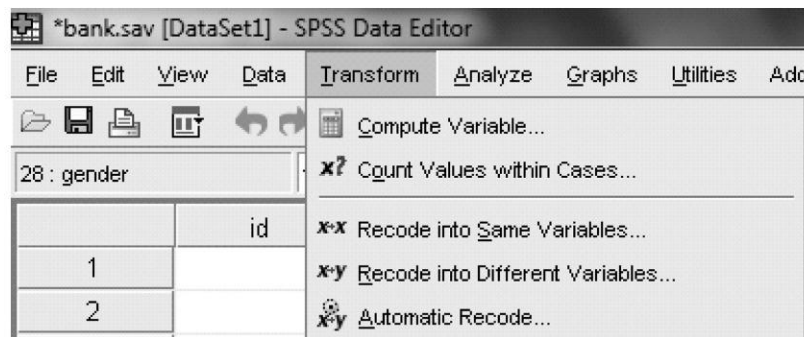 *bank.sav [DataSet1] - SPSS Data Editor
File Edit View Data Transform Analyze Graphs Utilities Add
Compute Variable...
x? Count Values within Cases...
28 : gender
id
x→x Recode into Same Variables...
1
x→y Recode into Different Variables...
2
x→y Automatic Recode...